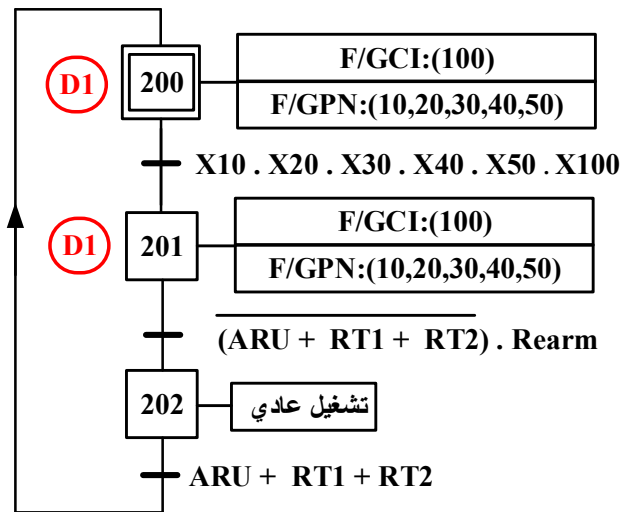 F/GCI:(100)
D1 200
F/GPN:(10,20,30,40,50)
X10 . X20 . X30 . X40 . X50 . X100
F/GCI:(100)
D1 201
F/GPN:(10,20,30,40,50)
(ARU + RT1 + RT2) . Rearm
202 تشغيل عادي
ARU + RT1 + RT2